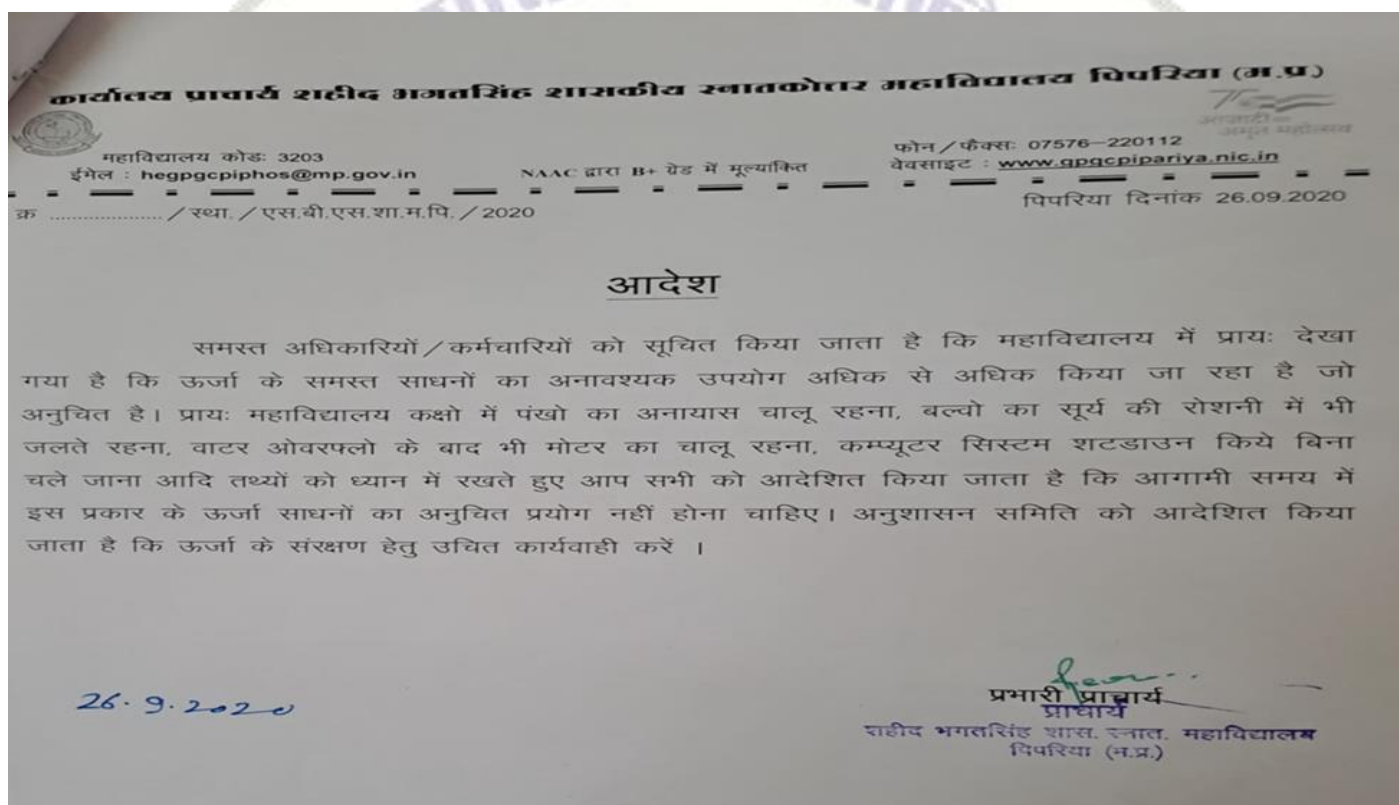 कार्यालय प्राचार्य शहीद भगतसिंह शासकीय स्नातकोत्तर महाविद्यालय पिपरिया (म.प्र.)
आज़ादी का
अमृत महोत्सव
महाविद्यालय कोडः 3203
फोन/फैक्सः 07576-220112
ईमेल : hegpgcpiphos@mp.gov.in NAAC द्वारा B+ ग्रेड में मूल्यांकित वेवसाइट : www.gpgcpipariya.nic.in
क्र ..................../स्था./एस.बी.एस.शा.म.पि./2020 पिपरिया दिनांक 26.09.2020
आदेश
समस्त अधिकारियों/कर्मचारियों को सूचित किया जाता है कि महाविद्यालय में प्रायः देखा
गया है कि ऊर्जा के समस्त साधनों का अनावश्यक उपयोग अधिक से अधिक किया जा रहा है जो
अनुचित है। प्रायः महाविद्यालय कक्षो में पंखो का अनायास चालू रहना, बल्वो का सूर्य की रोशनी में भी
जलते रहना, वाटर ओवरफ्लो के बाद भी मोटर का चालू रहना, कम्प्यूटर सिस्टम शटडाउन किये बिना
चले जाना आदि तथ्यों को ध्यान में रखते हुए आप सभी को आदेशित किया जाता है कि आगामी समय में
इस प्रकार के ऊर्जा साधनों का अनुचित प्रयोग नहीं होना चाहिए। अनुशासन समिति को आदेशित किया
जाता है कि ऊर्जा के संरक्षण हेतु उचित कार्यवाही करें ।
26.9.2020
प्रभारी प्राचार्य
प्राचार्य
शहीद भगतसिंह शास. स्नात. महाविद्यालय
पिपरिया (म.प्र.)